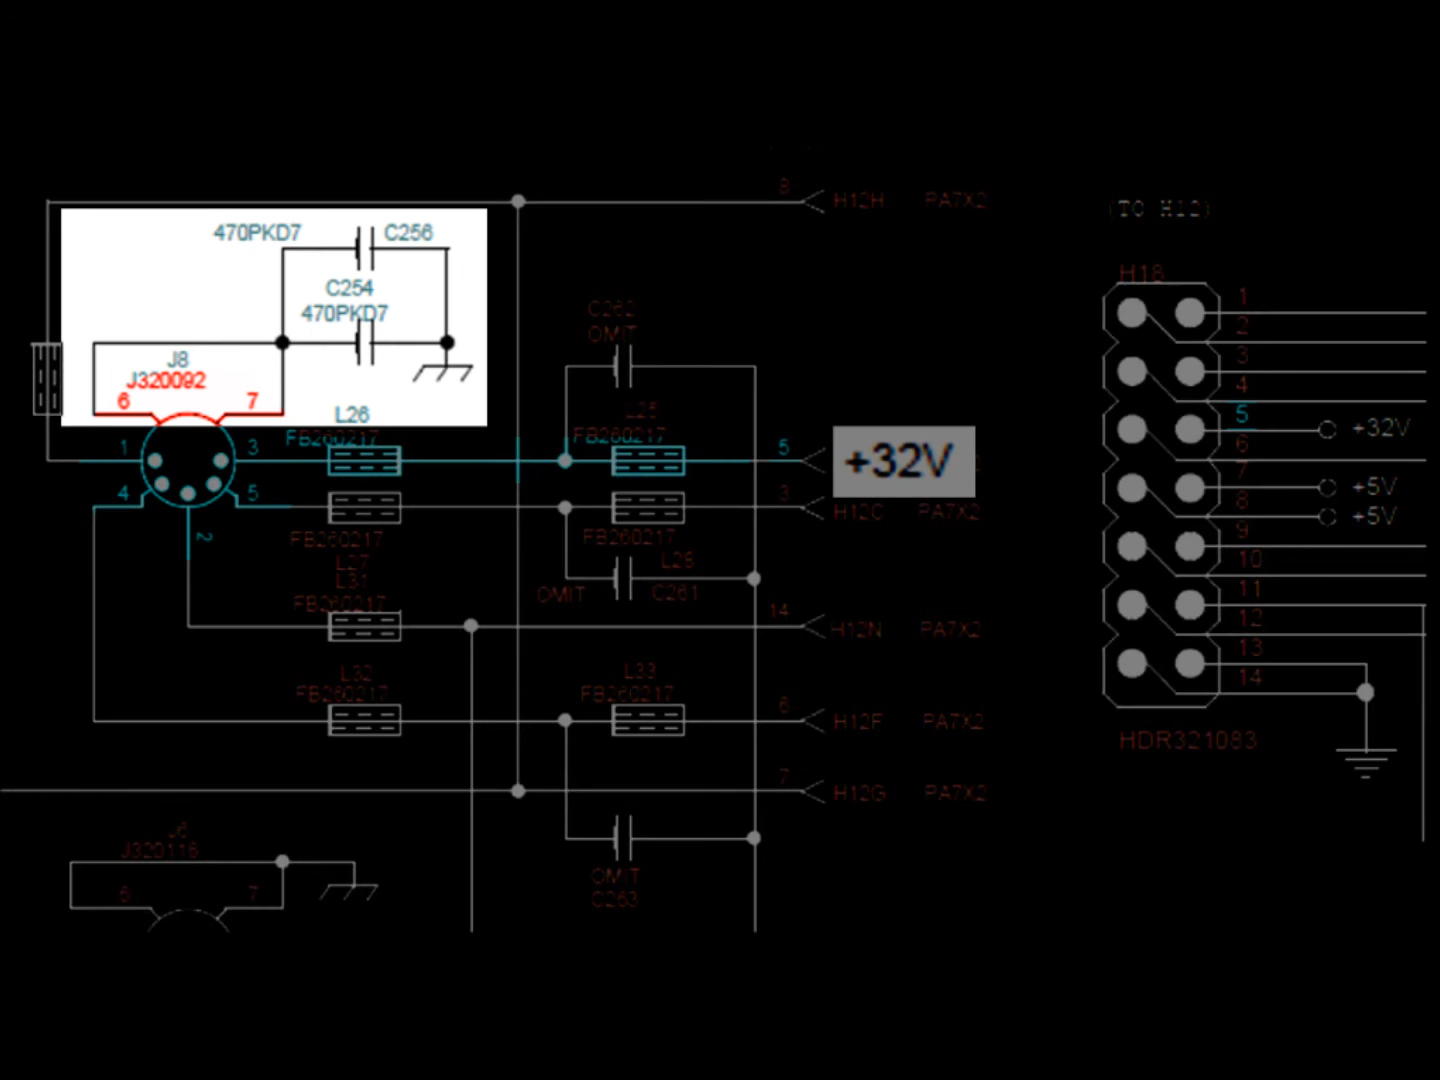 8
H12H PA7X2
(TO H12)
470PKD7 C256
H18
C254
470PKD7
1
2
C262
OMIT
3
J8
J320092
4
6 7
L26
L25
5
+32V
FB260217
FB260217
1 3
5
+32V
6
7
+5V
4 5
3
H12C PA7X2
8
+5V
2
FB260217
FB260217
9
L27
L28
10
L31
OMIT
C261
11
FB260217
14
12
H12N PA7X2
13
L32
L33
14
FB260217
FB260217
6
H12F PA7X2
HDR321083
7
H12G PA7X2
J6
J320116
6 7
OMIT
C263